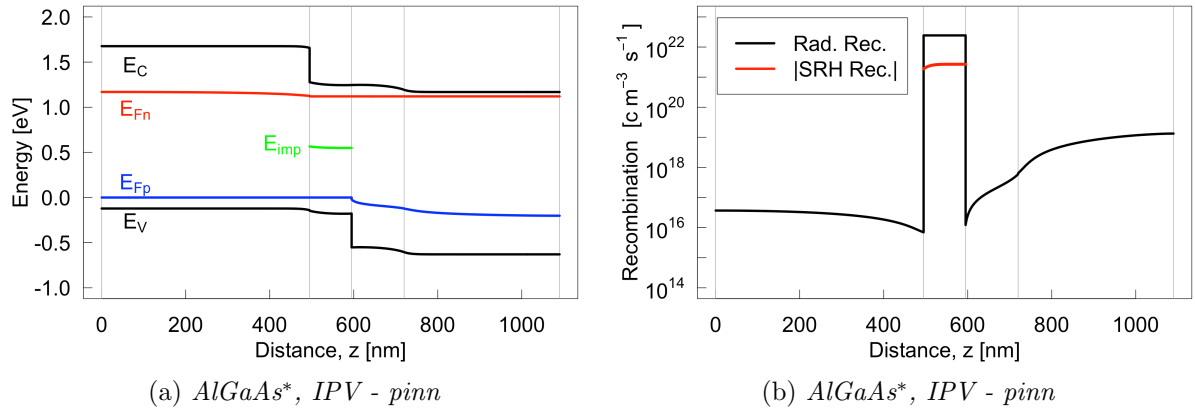 2.0
1.5
1.0
0.5
0.0
-0.5
-1.0
Energy [eV]
E_C
E_Fn
E_imp
E_Fp
E_V
0 200 400 600 800 1000
Distance, z [nm]
(a) AlGaAs*, IPV - pinn
10^22
10^20
10^18
10^16
10^14
Recombination [c m^−3 s^−1]
Rad. Rec.
|SRH Rec.|
0 200 400 600 800 1000
Distance, z [nm]
(b) AlGaAs*, IPV - pinn